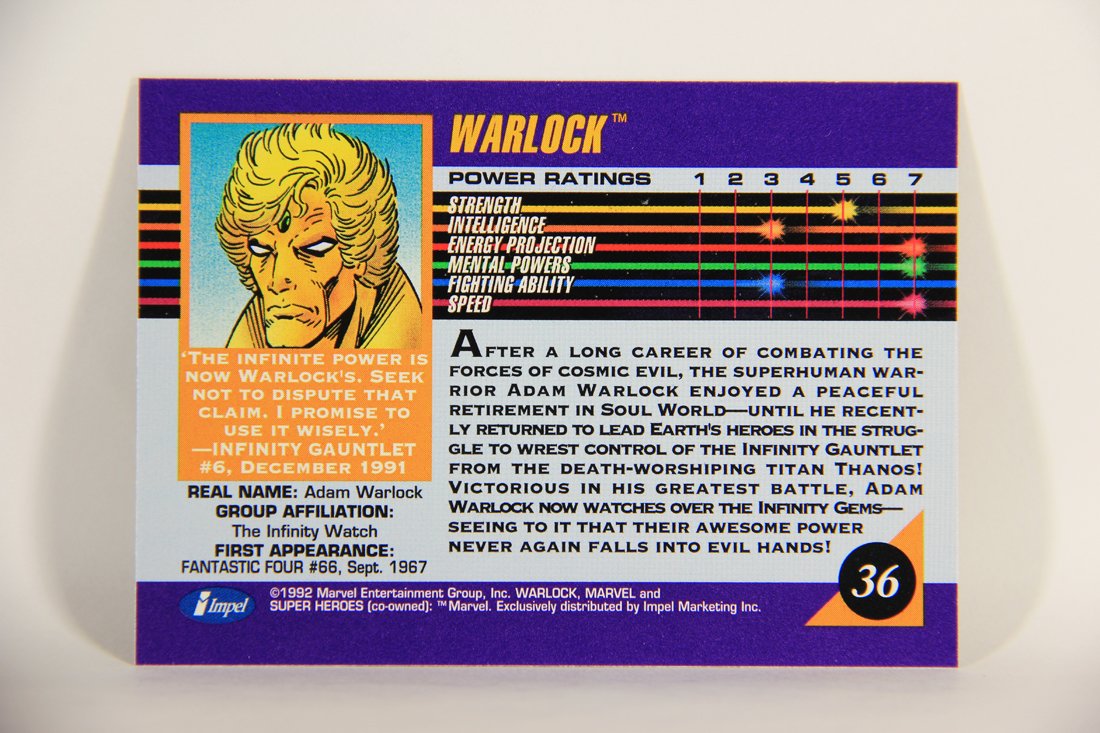 WARLOCK™
POWER RATINGS 1 2 3 4 5 6 7
STRENGTH
INTELLIGENCE
ENERGY PROJECTION
MENTAL POWERS
FIGHTING ABILITY
SPEED
'THE INFINITE POWER IS
NOW WARLOCK'S. SEEK
NOT TO DISPUTE THAT
CLAIM. I PROMISE TO
USE IT WISELY.'
—INFINITY GAUNTLET
#6, DECEMBER 1991
REAL NAME: Adam Warlock
GROUP AFFILIATION:
The Infinity Watch
FIRST APPEARANCE:
FANTASTIC FOUR #66, Sept. 1967
AFTER A LONG CAREER OF COMBATING THE
FORCES OF COSMIC EVIL, THE SUPERHUMAN WAR-
RIOR ADAM WARLOCK ENJOYED A PEACEFUL
RETIREMENT IN SOUL WORLD—UNTIL HE RECENT-
LY RETURNED TO LEAD EARTH'S HEROES IN THE STRUG-
GLE TO WREST CONTROL OF THE INFINITY GAUNTLET
FROM THE DEATH-WORSHIPING TITAN THANOS!
VICTORIOUS IN HIS GREATEST BATTLE, ADAM
WARLOCK NOW WATCHES OVER THE INFINITY GEMS—
SEEING TO IT THAT THEIR AWESOME POWER
NEVER AGAIN FALLS INTO EVIL HANDS!
36
Impel
©1992 Marvel Entertainment Group, Inc. WARLOCK, MARVEL and
SUPER HEROES (co-owned): ™Marvel. Exclusively distributed by Impel Marketing Inc.